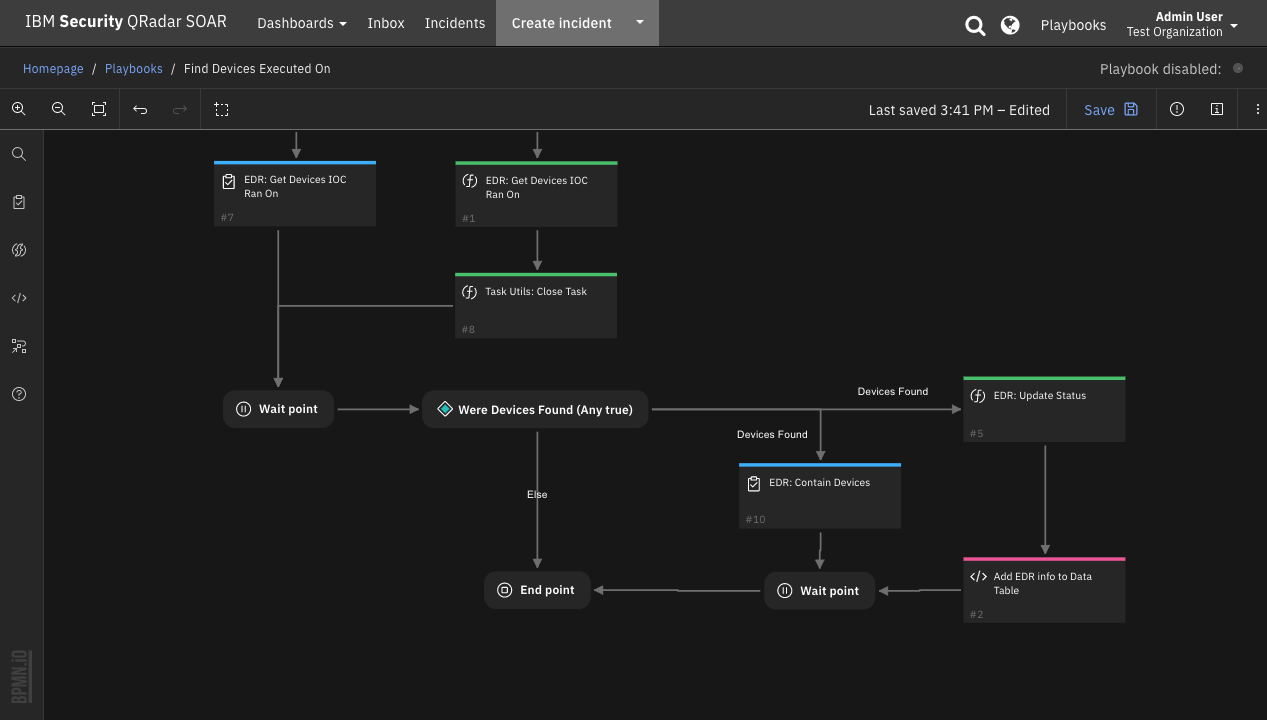 IBM Security QRadar SOAR
Dashboards
Inbox
Incidents
Create incident
Playbooks
Admin User
Test Organization
Homepage / Playbooks / Find Devices Executed On
Playbook disabled:
Last saved 3:41 PM – Edited
Save
EDR: Get Devices IOC
Ran On
#7
EDR: Get Devices IOC
Ran On
#1
Task Utils: Close Task
#8
Wait point
Were Devices Found (Any true)
Devices Found
EDR: Update Status
#5
Devices Found
EDR: Contain Devices
#10
Else
End point
Wait point
Add EDR info to Data
Table
#2
BPMN.iO